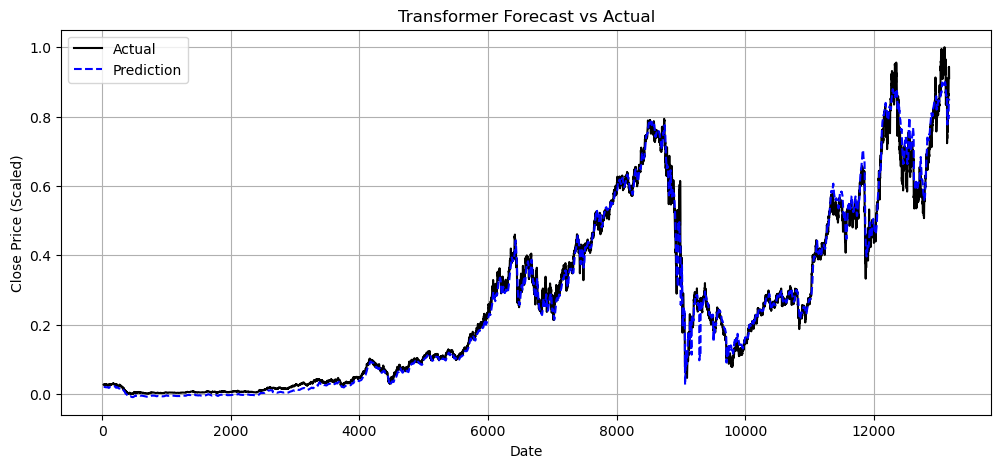 Transformer Forecast vs Actual
Actual
Prediction
Close Price (Scaled)
1.0
0.8
0.6
0.4
0.2
0.0
0 2000 4000 6000 8000 10000 12000
Date